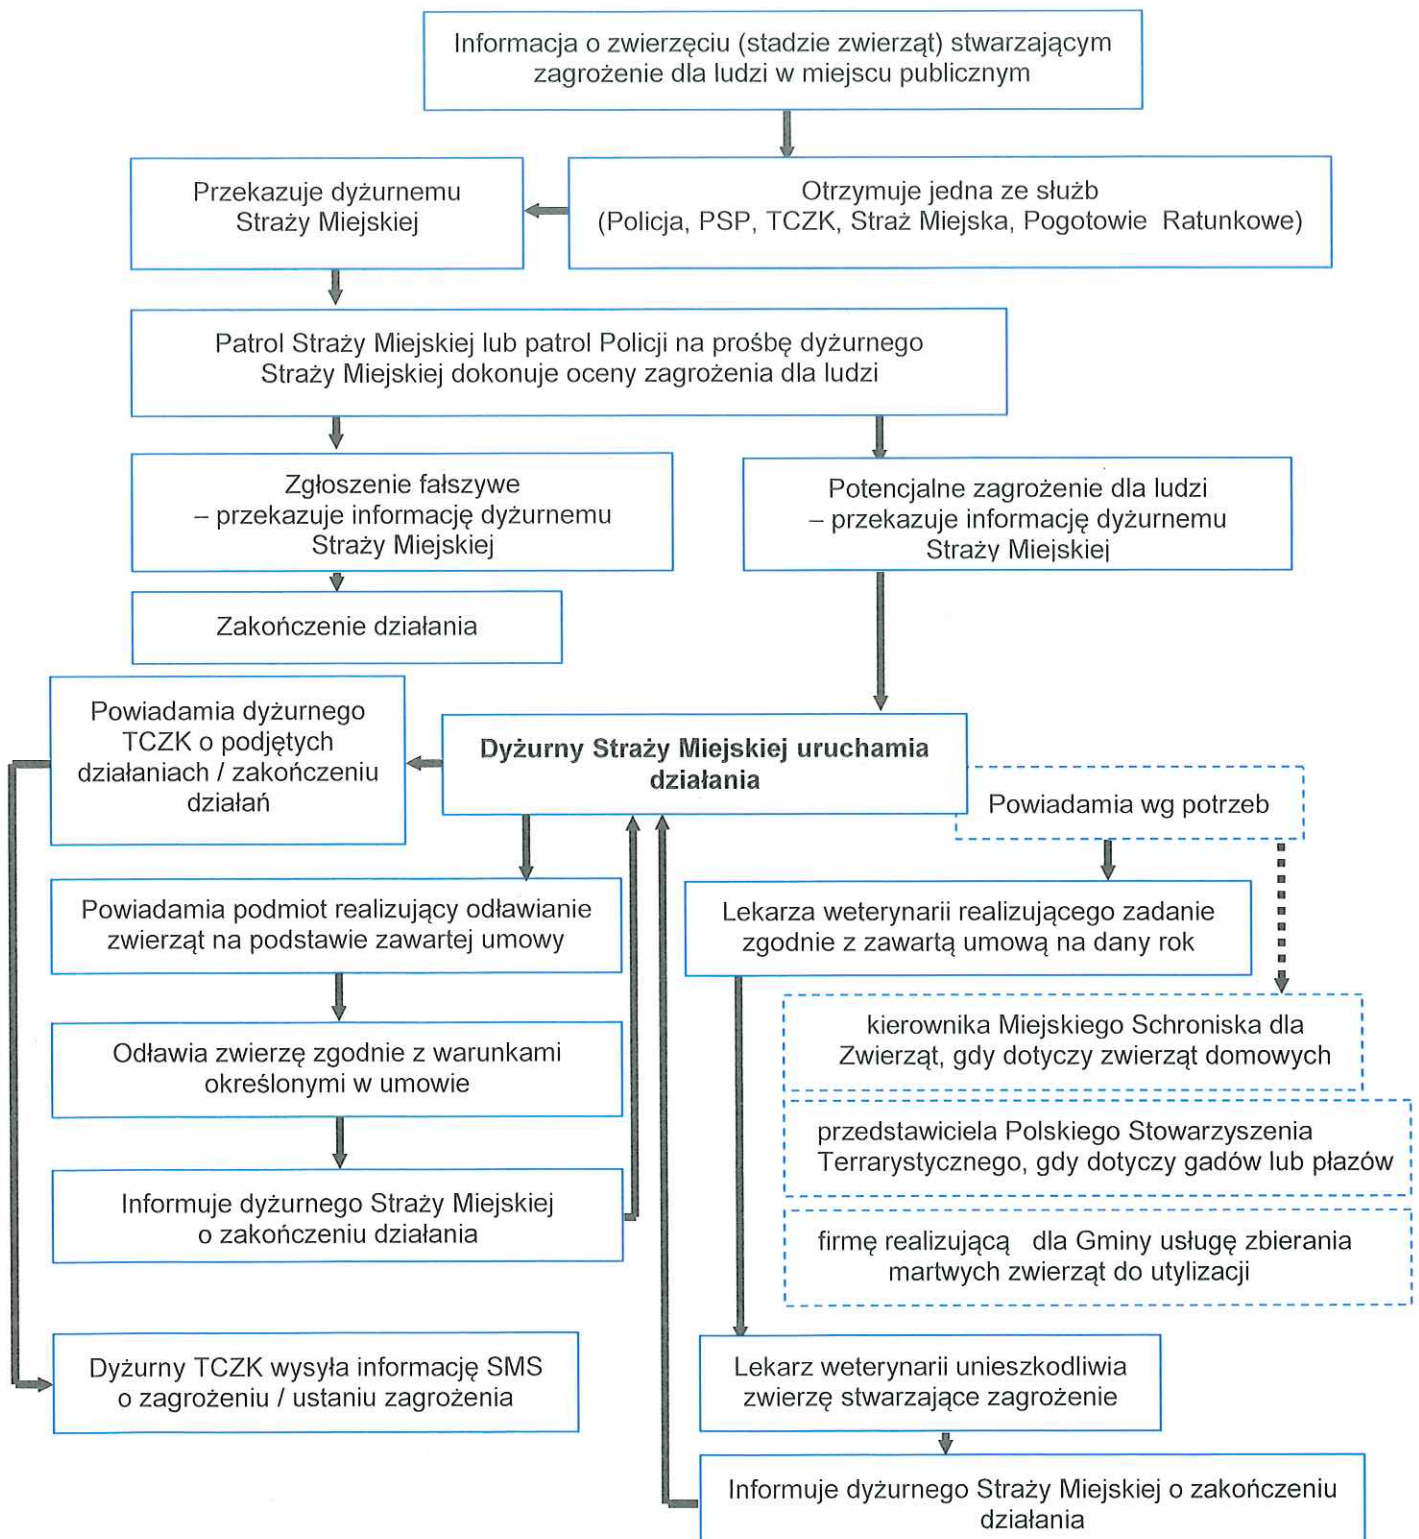 Informacja o zwierzęciu (stadzie zwierząt) stwarzającym
zagrożenie dla ludzi w miejscu publicznym
Przekazuje dyżurnemu
Straży Miejskiej
Otrzymuje jedna ze służb
(Policja, PSP, TCZK, Straż Miejska, Pogotowie Ratunkowe)
Patrol Straży Miejskiej lub patrol Policji na prośbę dyżurnego
Straży Miejskiej dokonuje oceny zagrożenia dla ludzi
Zgłoszenie fałszywe
– przekazuje informację dyżurnemu
Straży Miejskiej
Potencjalne zagrożenie dla ludzi
– przekazuje informację dyżurnemu
Straży Miejskiej
Zakończenie działania
Powiadamia dyżurnego
TCZK o podjętych
działaniach / zakończeniu
działań
Dyżurny Straży Miejskiej uruchamia
działania
Powiadamia wg potrzeb
Powiadamia podmiot realizujący odławianie
zwierząt na podstawie zawartej umowy
Lekarza weterynarii realizującego zadanie
zgodnie z zawartą umową na dany rok
kierownika Miejskiego Schroniska dla
Zwierząt, gdy dotyczy zwierząt domowych
Odławia zwierzę zgodnie z warunkami
określonymi w umowie
przedstawiciela Polskiego Stowarzyszenia
Terrarystycznego, gdy dotyczy gadów lub płazów
Informuje dyżurnego Straży Miejskiej
o zakończeniu działania
firmę realizującą dla Gminy usługę zbierania
martwych zwierząt do utylizacji
Dyżurny TCZK wysyła informację SMS
o zagrożeniu / ustaniu zagrożenia
Lekarz weterynarii unieszkodliwia
zwierzę stwarzające zagrożenie
Informuje dyżurnego Straży Miejskiej o zakończeniu
działania